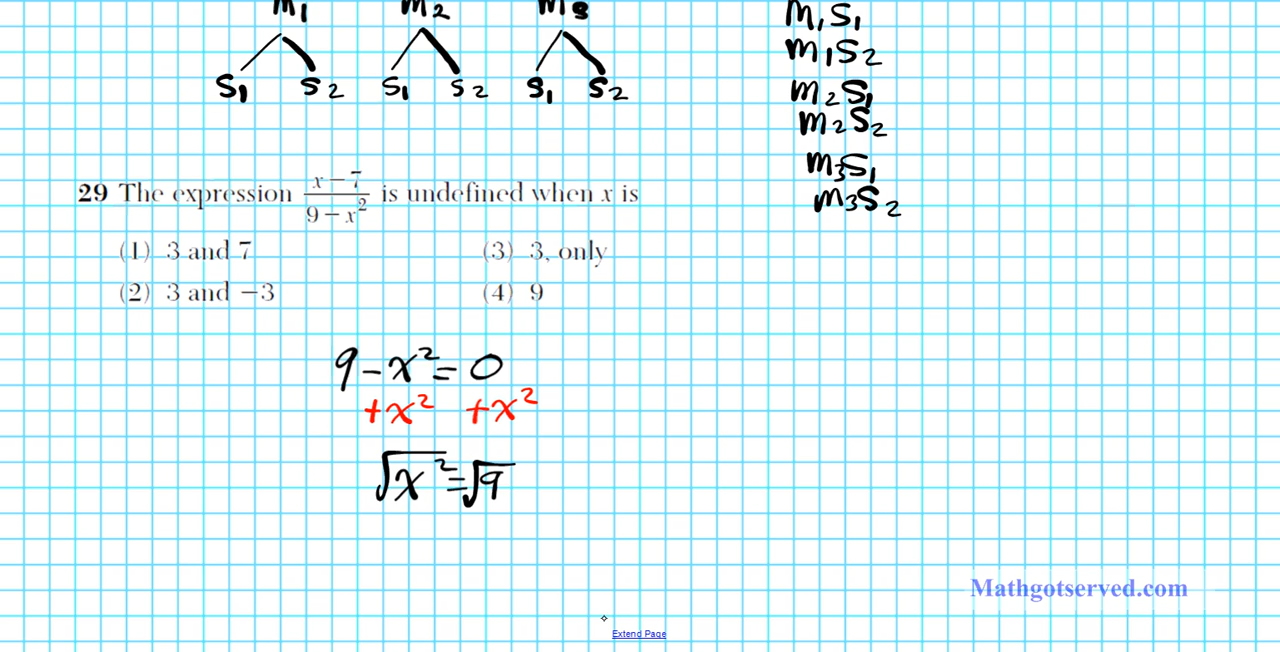 m1 m2 m3
S1 S2 S1 S2 S1 S2
m1S1
m1S2
m2S1
m2S2
m3S1
m3S2
29 The expression x − 7 / 9 − x² is undefined when x is
(1) 3 and 7 (3) 3, only
(2) 3 and −3 (4) 9
9 − x² = 0
+x² +x²
√x² = √9
Mathgotserved.com
Extend Page